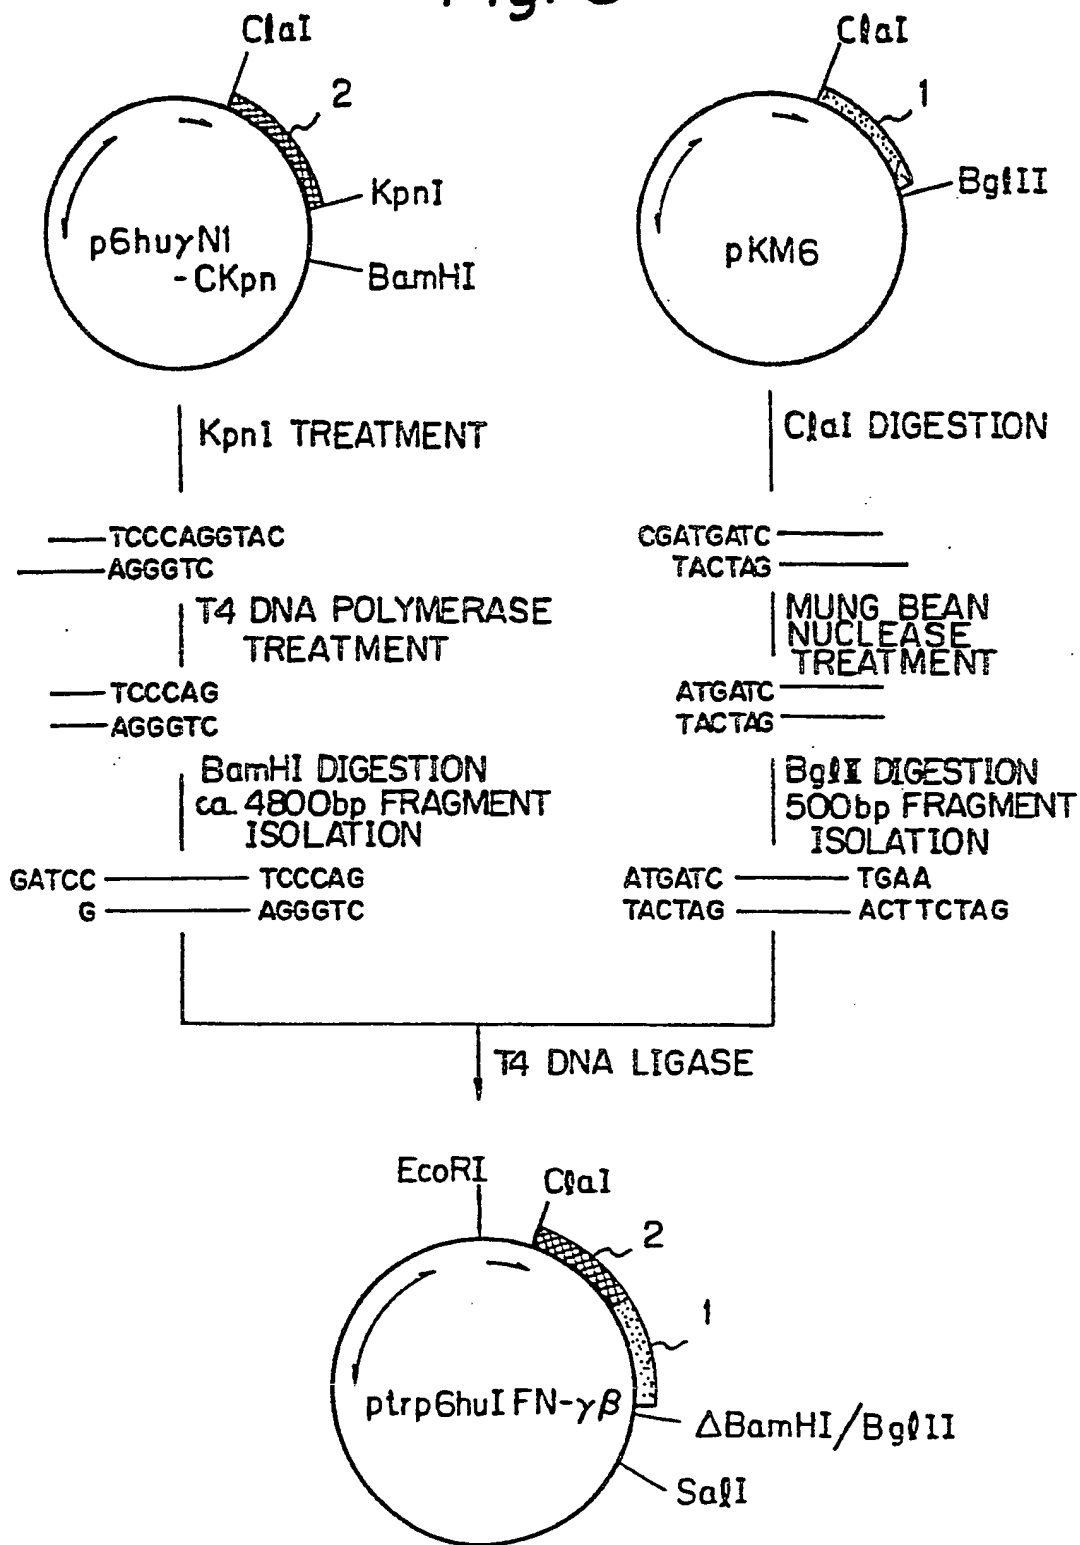 ClaI
2
KpnI
BamHI
p6huγN1
-CKpn
ClaI
1
BglII
pKM6
KpnI TREATMENT
ClaI DIGESTION
TCCCAGGTAC
AGGGTC
CGATGATC
TACTAG
T4 DNA POLYMERASE
TREATMENT
MUNG BEAN
NUCLEASE
TREATMENT
TCCCAG
AGGGTC
ATGATC
TACTAG
BamHI DIGESTION
ca. 4800bp FRAGMENT
ISOLATION
BglII DIGESTION
500bp FRAGMENT
ISOLATION
GATCC TCCCAG
G AGGGTC
ATGATC TGAA
TACTAG ACTTCTAG
T4 DNA LIGASE
EcoRI
ClaI
2
1
ptrp6huIFN-γβ
ΔBamHI/BglII
SalI